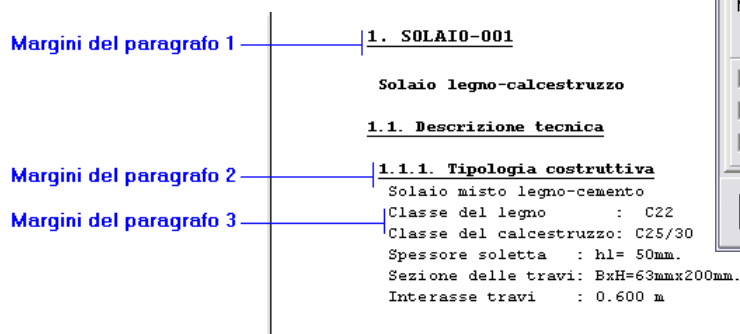 Margini del paragrafo 1
1. SOLAIO-001
Solaio legno-calcestruzzo
1.1. Descrizione tecnica
Margini del paragrafo 2
1.1.1. Tipologia costruttiva
Solaio misto legno-cemento
Margini del paragrafo 3
Classe del legno : C22
Classe del calcestruzzo: C25/30
Spessore soletta : hl= 50mm.
Sezione delle travi: BxH=63mmx200mm.
Interasse travi : 0.600 m